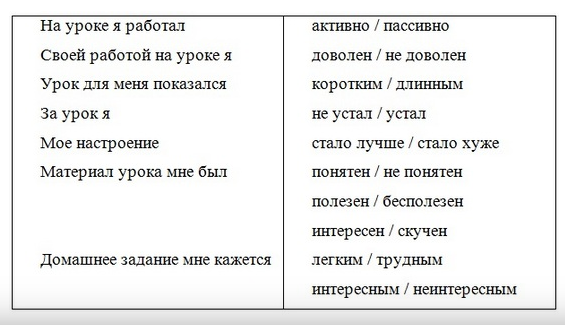 На уроке я работал активно / пассивно
Своей работой на уроке я доволен / не доволен
Урок для меня показался коротким / длинным
За урок я не устал / устал
Мое настроение стало лучше / стало хуже
Материал урока мне был понятен / не понятен
полезен / бесполезен
интересен / скучен
Домашнее задание мне кажется легким / трудным
интересным / неинтересным